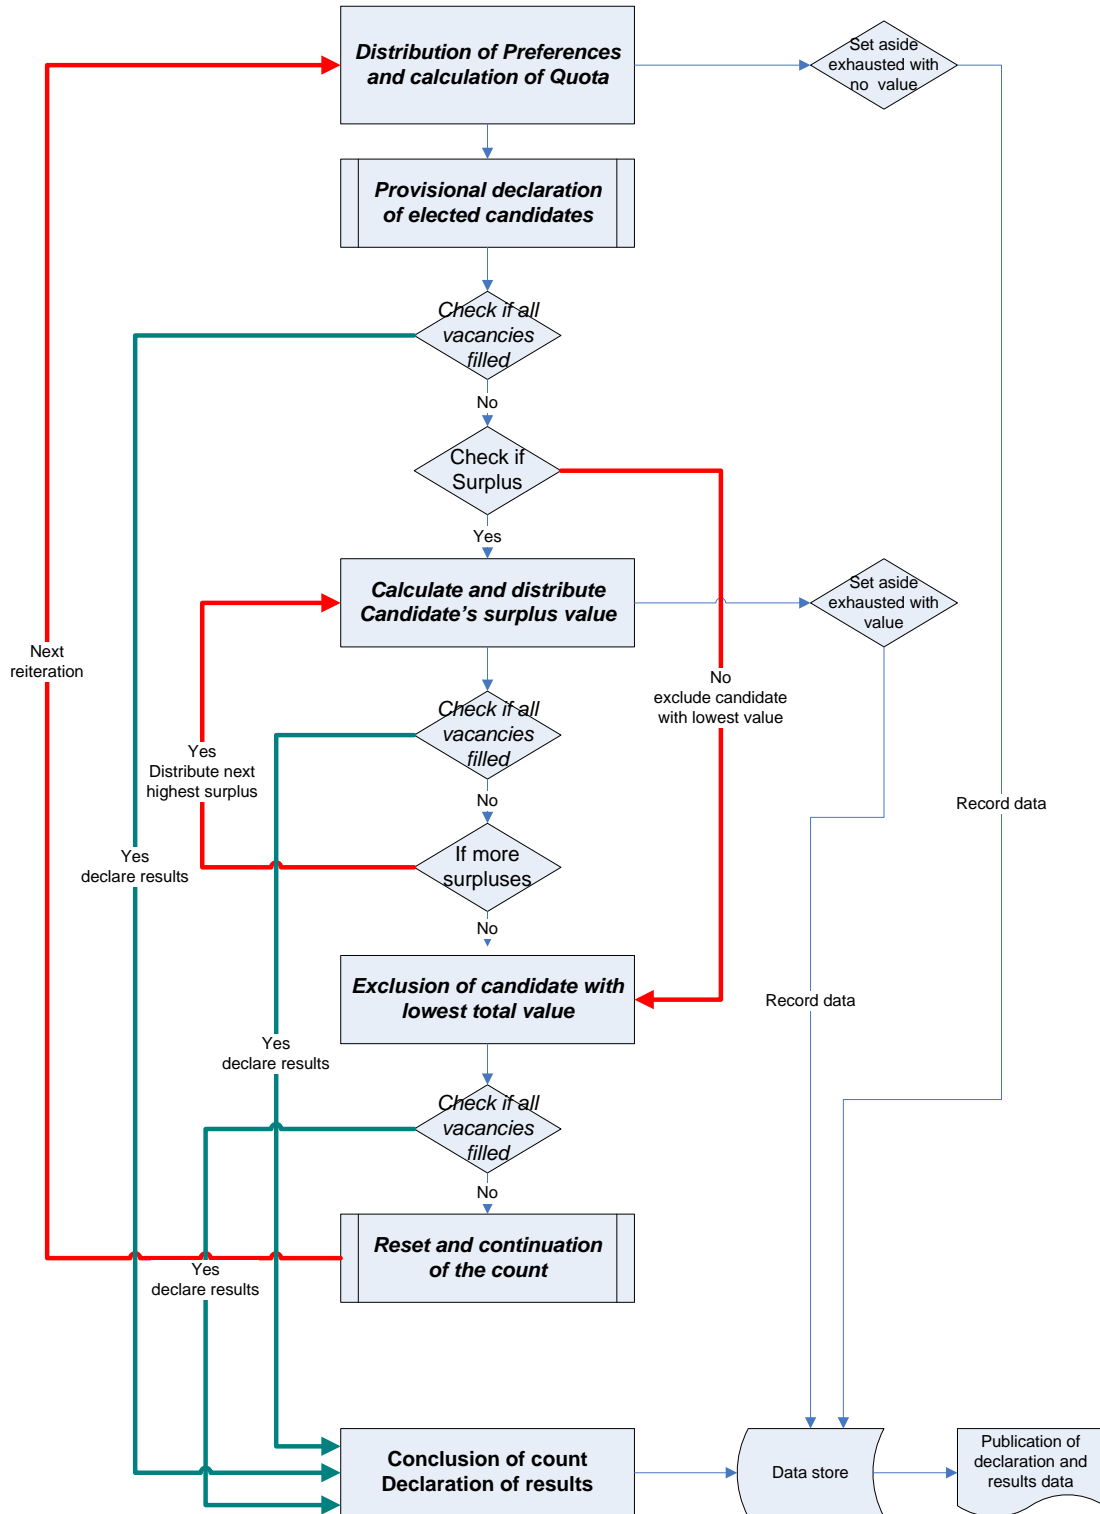 Distribution of Preferences
and calculation of Quota
Set aside
exhausted with
no value
Provisional declaration
of elected candidates
Check if all
vacancies
filled
No
Check if
Surplus
Yes
Calculate and distribute
Candidate's surplus value
Set aside
exhausted with
value
Next
reiteration
No
exclude candidate
with lowest value
Check if all
vacancies
filled
Yes
Distribute next
highest surplus
No
Record data
If more
surpluses
Yes
declare results
No
Exclusion of candidate with
lowest total value
Record data
Yes
declare results
Check if all
vacancies
filled
No
Reset and continuation
of the count
Yes
declare results
Conclusion of count
Declaration of results
Data store
Publication of
declaration and
results data